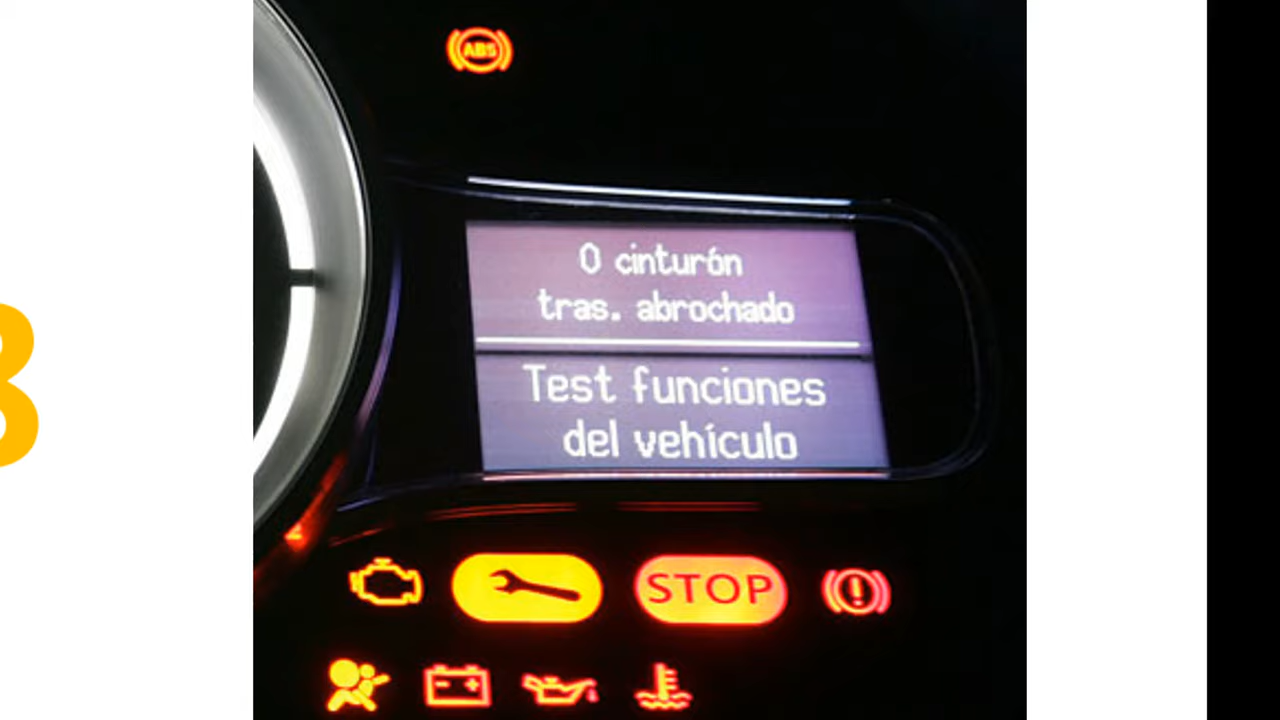 ABS
0 cinturón
tras. abrochado
Test funciones
del vehículo
STOP